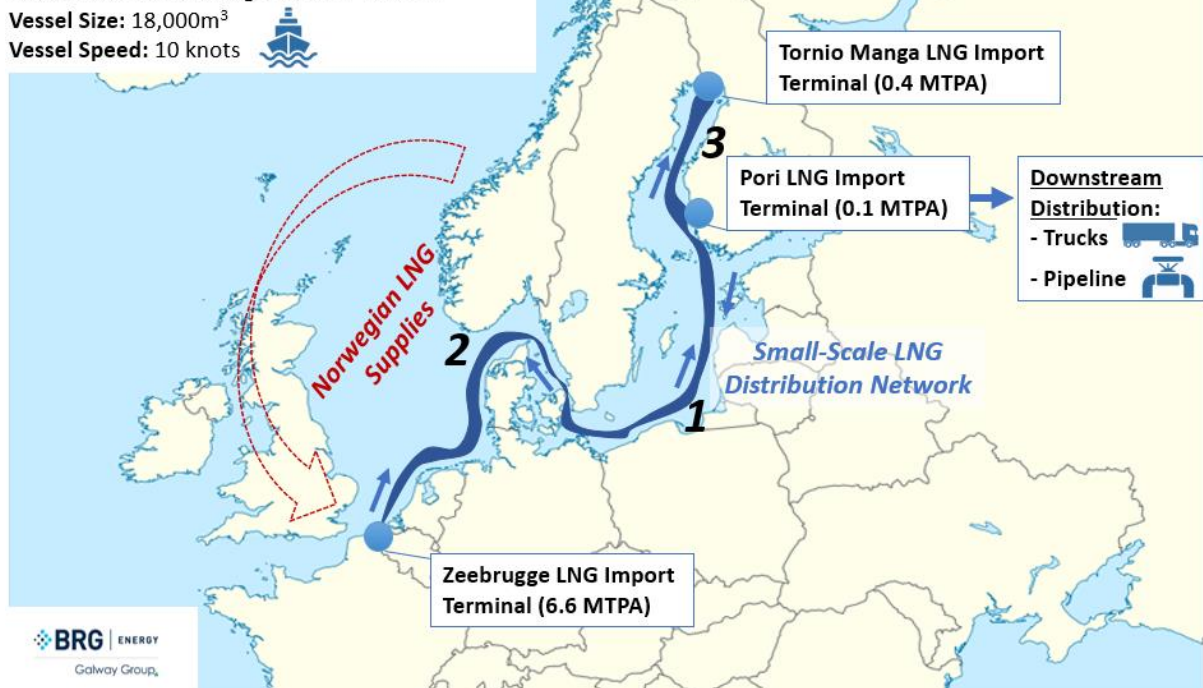 Vessel Size: 18,000m³
Vessel Speed: 10 knots
Tornio Manga LNG Import
Terminal (0.4 MTPA)
3
Pori LNG Import
Terminal (0.1 MTPA)
Downstream
Distribution:
- Trucks
- Pipeline
Norwegian LNG
Supplies
2
Small-Scale LNG
Distribution Network
1
Zeebrugge LNG Import
Terminal (6.6 MTPA)
BRG | ENERGY
Galway Group